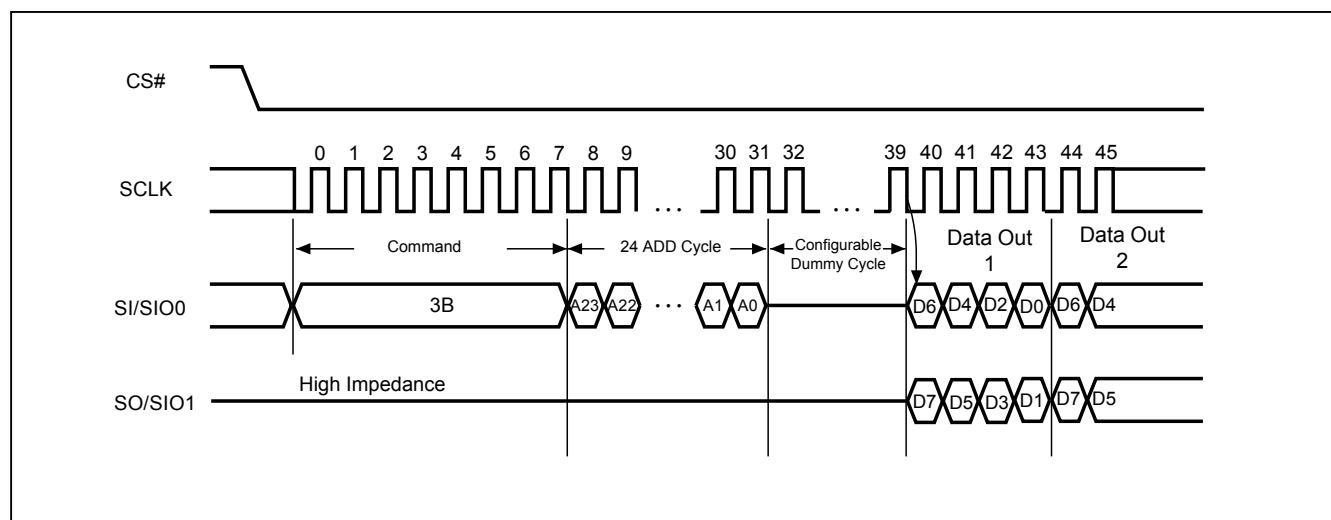 CS#
0 1 2 3 4 5 6 7 8 9 30 31 32 39 40 41 42 43 44 45
SCLK
... ...
Command 24 ADD Cycle Configurable Dummy Cycle Data Out 1 Data Out 2
SI/SIO0 3B A23 A22 ... A1 A0 D6 D4 D2 D0 D6 D4
High Impedance
SO/SIO1 D7 D5 D3 D1 D7 D5